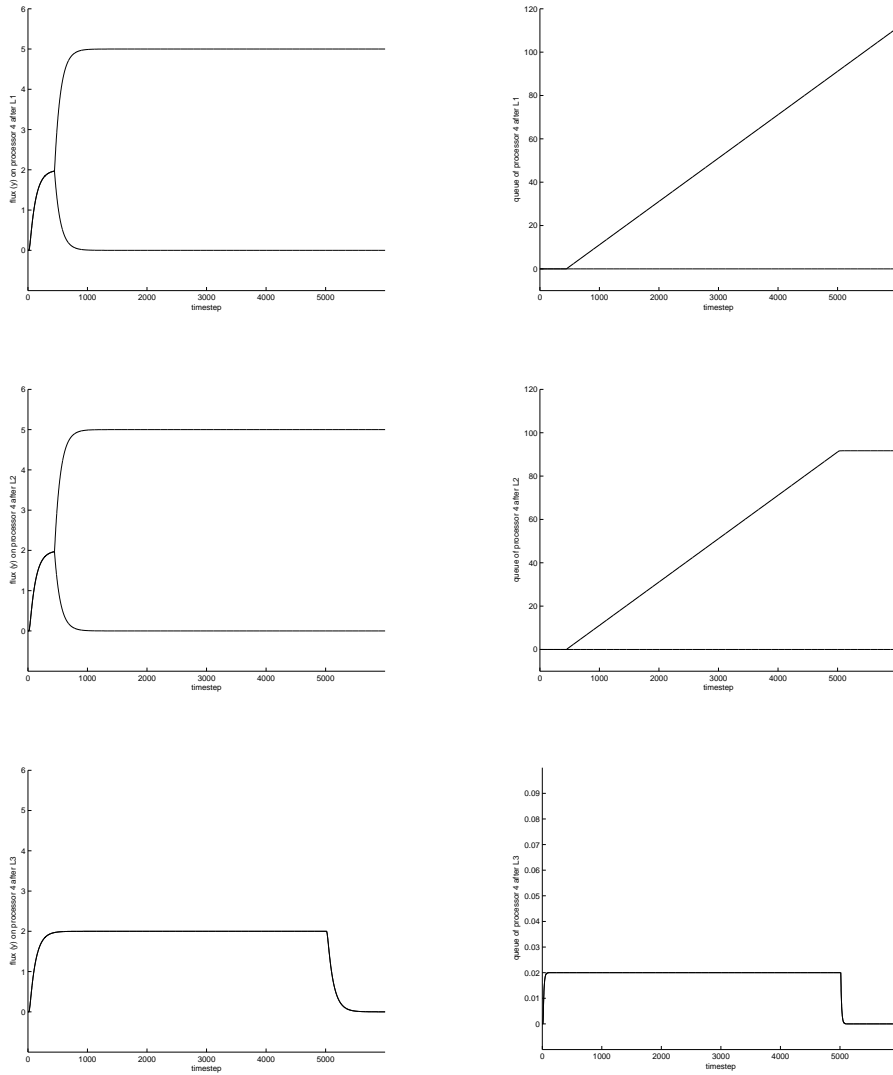 6
5
4
3
2
1
0
flux (y) on processor 4 after L1
0 1000 2000 3000 4000 5000
timestep
120
100
80
60
40
20
0
queue of processor 4 after L1
0 1000 2000 3000 4000 5000
timestep
6
5
4
3
2
1
0
flux (y) on processor 4 after L2
0 1000 2000 3000 4000 5000
timestep
120
100
80
60
40
20
0
queue of processor 4 after L2
0 1000 2000 3000 4000 5000
timestep
6
5
4
3
2
1
0
flux (y) on processor 4 after L3
0 1000 2000 3000 4000 5000
timestep
0.09
0.08
0.07
0.06
0.05
0.04
0.03
0.02
0.01
0
queue of processor 4 after L3
0 1000 2000 3000 4000 5000
timestep